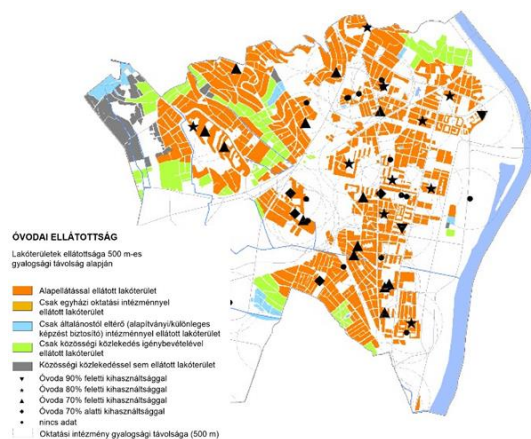 ÓVODAI ELLÁTOTTSÁG
Lakóterületek ellátottsága 500 m-es
gyalogsági távolság alapján
Alapellátással ellátott lakóterület
Csak egyházi oktatási intézménnyel
ellátott lakóterület
Csak általánostól eltérő (alapítványi/különleges
képzést biztosító) intézménnyel ellátott lakóterület
Csak közösségi közlekedés igénybevételével
ellátott lakóterület
Közösségi közlekedéssel sem ellátott lakóterület
Óvoda 90% feletti kihasználtsággal
Óvoda 80% feletti kihasználtsággal
Óvoda 70% feletti kihasználtsággal
Óvoda 70% alatti kihasználtsággal
nincs adat
Oktatási intézmény gyalogsági távolsága (500 m)